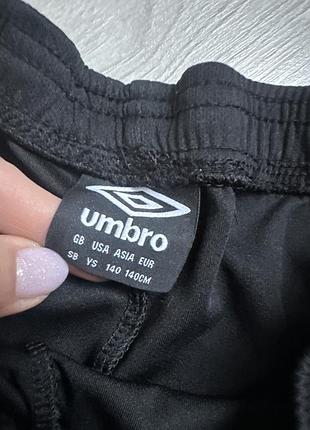 umbro
GB USA ASIA EUR
SB YS 140 140CM